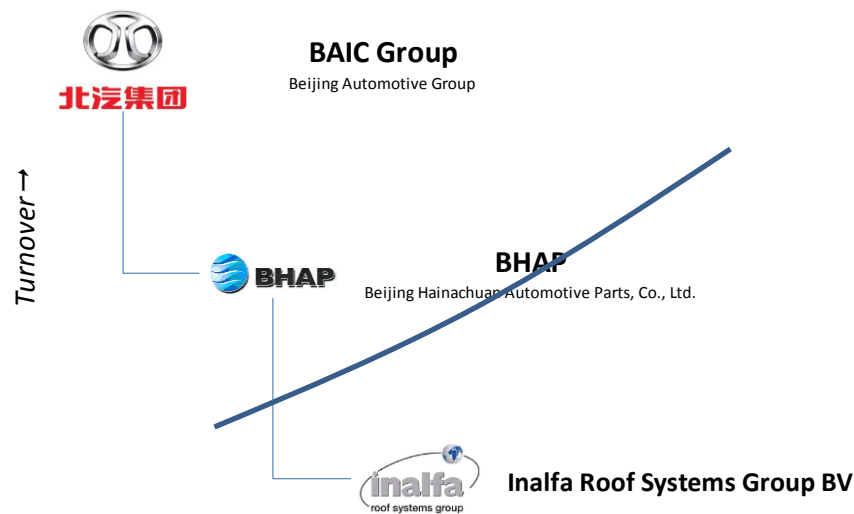 BAIC Group
Beijing Automotive Group
北汽集团
Turnover →
BHAP
BHAP
Beijing Hainachuan Automotive Parts, Co., Ltd.
inalfa
roof systems group
Inalfa Roof Systems Group BV